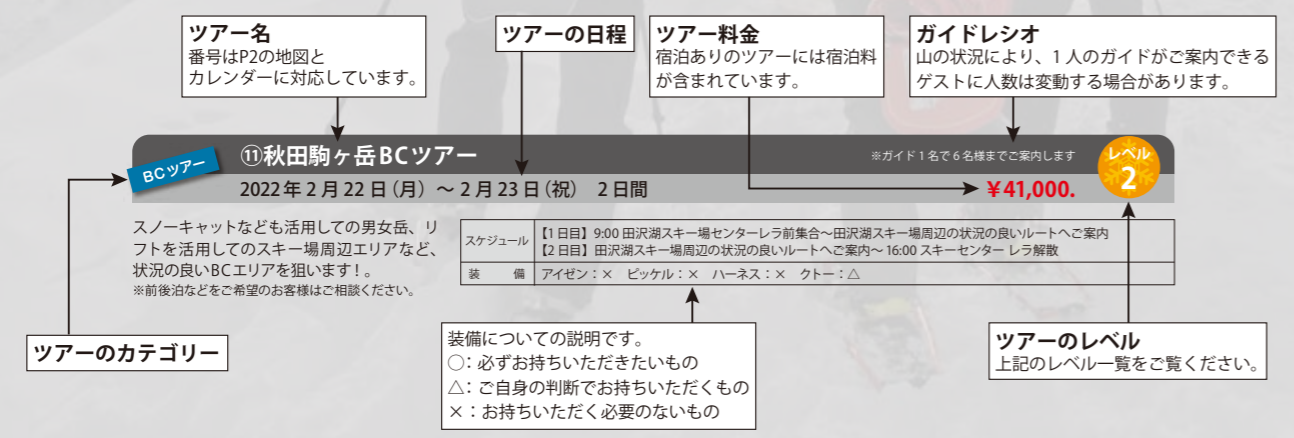 ツアー名
番号はP2の地図と
カレンダーに対応しています。
ツアーの日程
ツアー料金
宿泊ありのツアーには宿泊料
が含まれています。
ガイドレシオ
山の状況により、1人のガイドがご案内できる
ゲストに人数は変動する場合があります。
BCツアー
⑪秋田駒ヶ岳BCツアー
※ガイド1名で6名様までご案内します
レベル
2
2022年2月22日(月)~2月23日(祝) 2日間
¥41,000.
スノーキャットなども活用しての男女岳、リ
フトを活用してのスキー場周辺エリアなど、
状況の良いBCエリアを狙います!。
※前後泊などをご希望のお客様はご相談ください。
スケジュール
【1日目】9:00 田沢湖スキー場センターレラ前集合~田沢湖スキー場周辺の状況の良いルートへご案内
【2日目】田沢湖スキー場周辺の状況の良いルートへご案内~16:00 スキーセンター レラ解散
装 備
アイゼン:× ピッケル:× ハーネス:× クトー:△
ツアーのカテゴリー
装備についての説明です。
○:必ずお持ちいただきたいもの
△:ご自身の判断でお持ちいただくもの
×:お持ちいただく必要のないもの
ツアーのレベル
上記のレベル一覧をご覧ください。